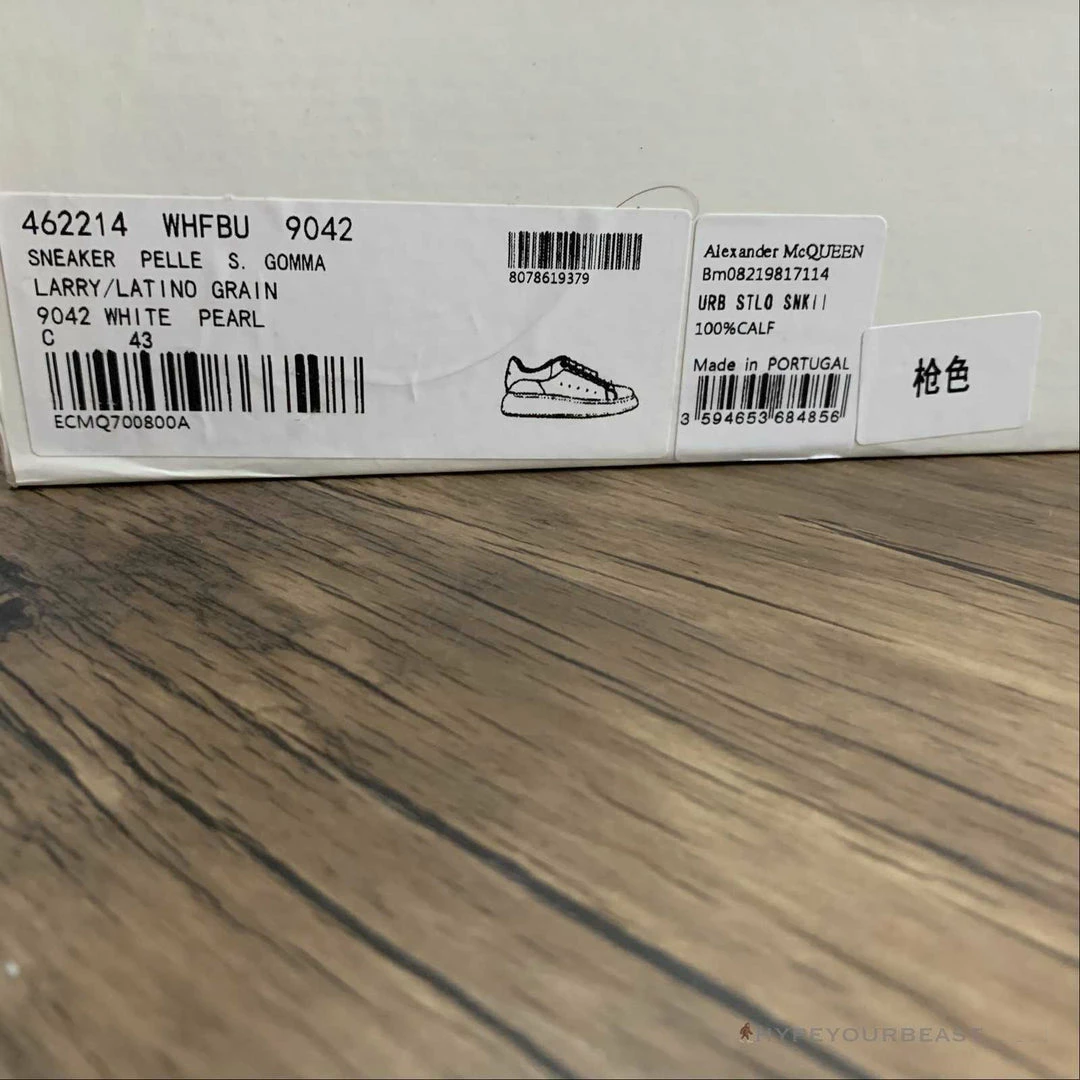 462214 WHFBU 9042
SNEAKER PELLE S. GOMMA
LARRY/LATINO GRAIN
9042 WHITE PEARL
C 43
ECMQ700800A
8078619379
Alexander McQUEEN
Bm08219817114
URB STLO SNKII
100%CALF
Made in PORTUGAL
3 594653 684856
枪色
HYPEYOURBEAST